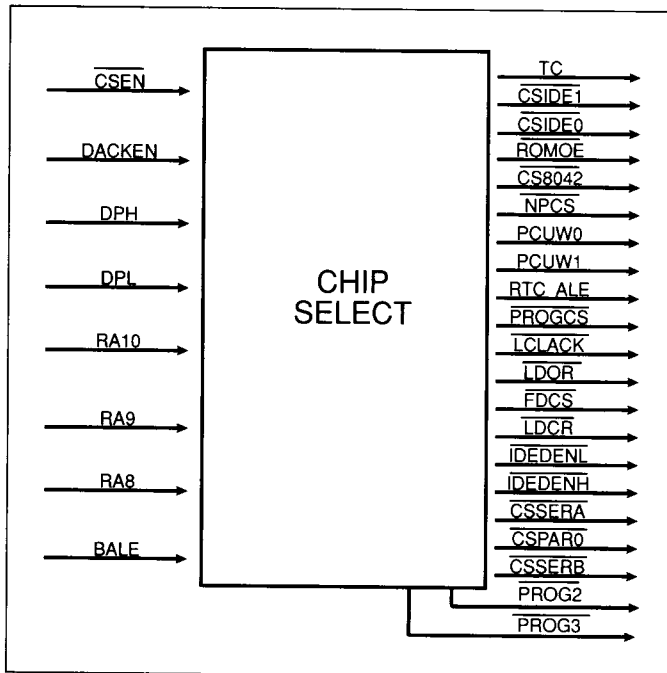 CSEN
DACKEN
DPH
DPL
RA10
RA9
RA8
BALE
CHIP
SELECT
TC
CSIDE1
CSIDE0
ROMOE
CS8042
NPCS
PCUW0
PCUW1
RTC ALE
PROGCS
LCLACK
LDOR
FDCS
LDCR
IDEDENL
IDEDENH
CSSERA
CSPAR0
CSSERB
PROG2
PROG3